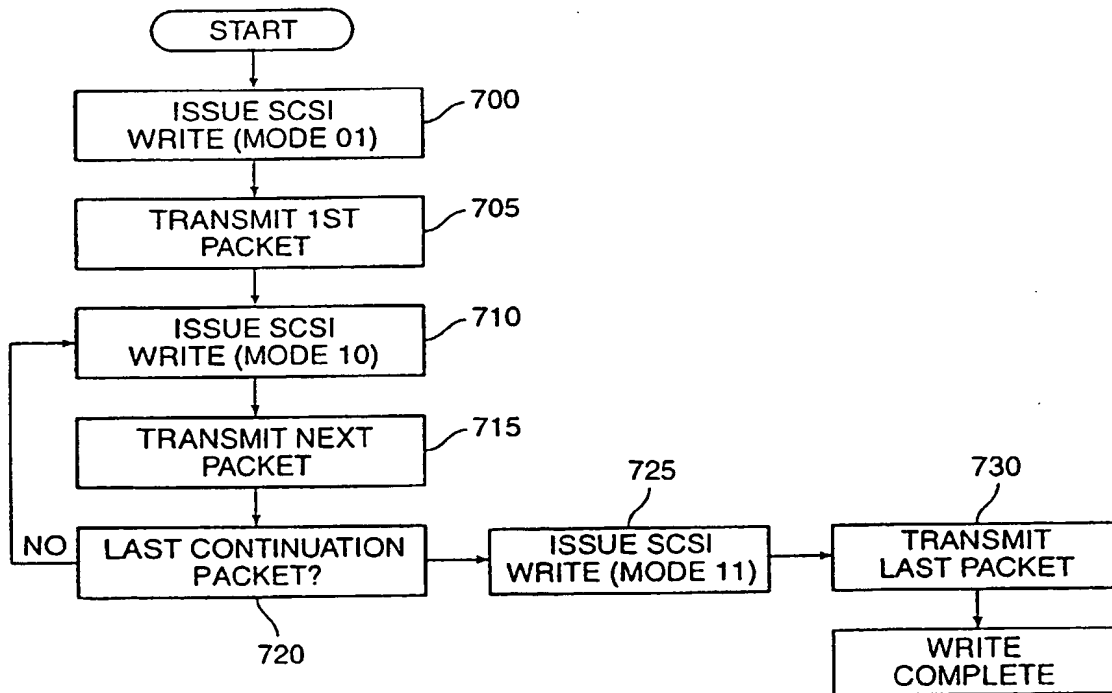 START
ISSUE SCSI
WRITE (MODE 01)
700
TRANSMIT 1ST
PACKET
705
ISSUE SCSI
WRITE (MODE 10)
710
TRANSMIT NEXT
PACKET
715
NO
LAST CONTINUATION
PACKET?
720
725
ISSUE SCSI
WRITE (MODE 11)
730
TRANSMIT
LAST PACKET
WRITE
COMPLETE